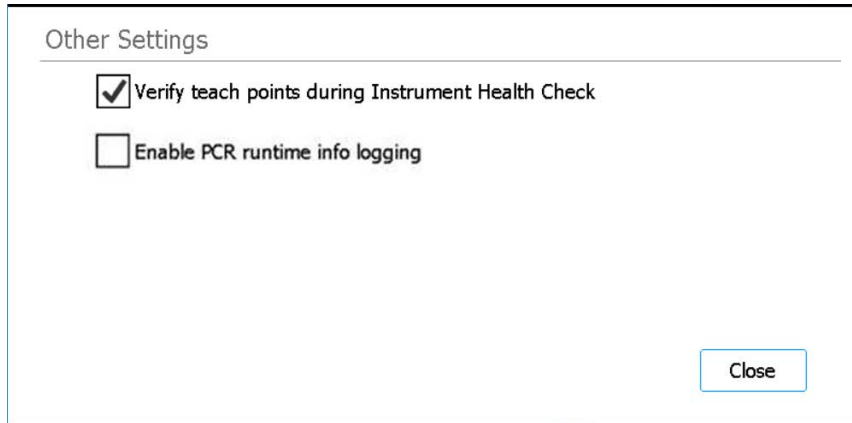 Other Settings
Verify teach points during Instrument Health Check
Enable PCR runtime info logging
Close